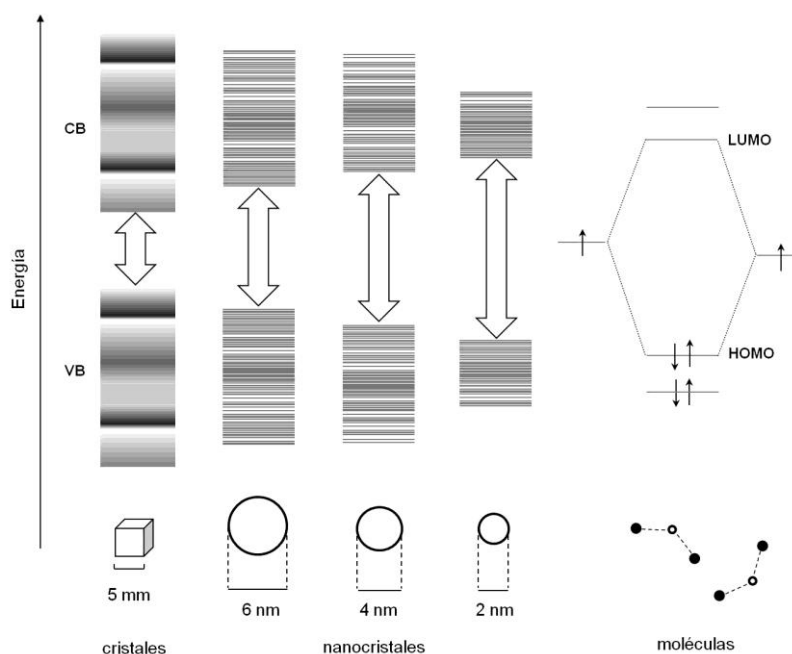 Energía
CB
VB
LUMO
HOMO
5 mm
6 nm
4 nm
2 nm
cristales
nanocristales
moléculas